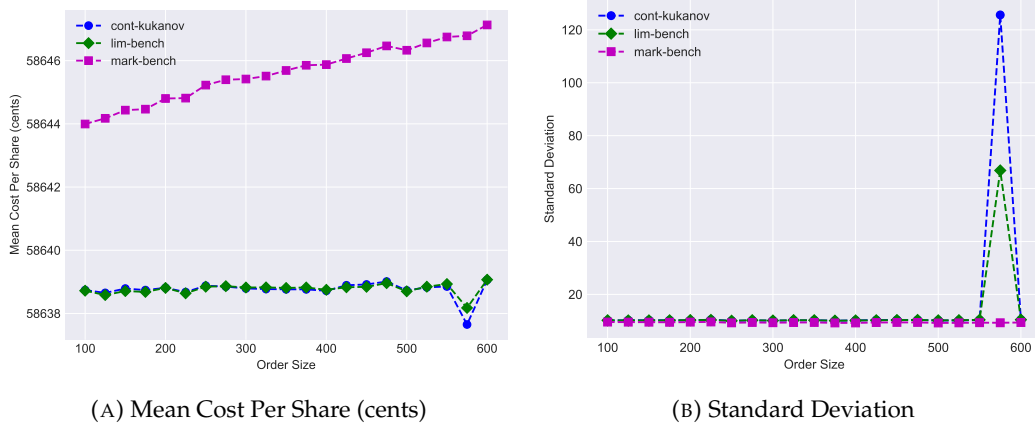 cont-kukanov
lim-bench
mark-bench
58646
58644
58642
58640
58638
Mean Cost Per Share (cents)
100
200
300
400
500
600
Order Size
(A) Mean Cost Per Share (cents)
cont-kukanov
lim-bench
mark-bench
120
100
80
60
40
20
Standard Deviation
100
200
300
400
500
600
Order Size
(B) Standard Deviation